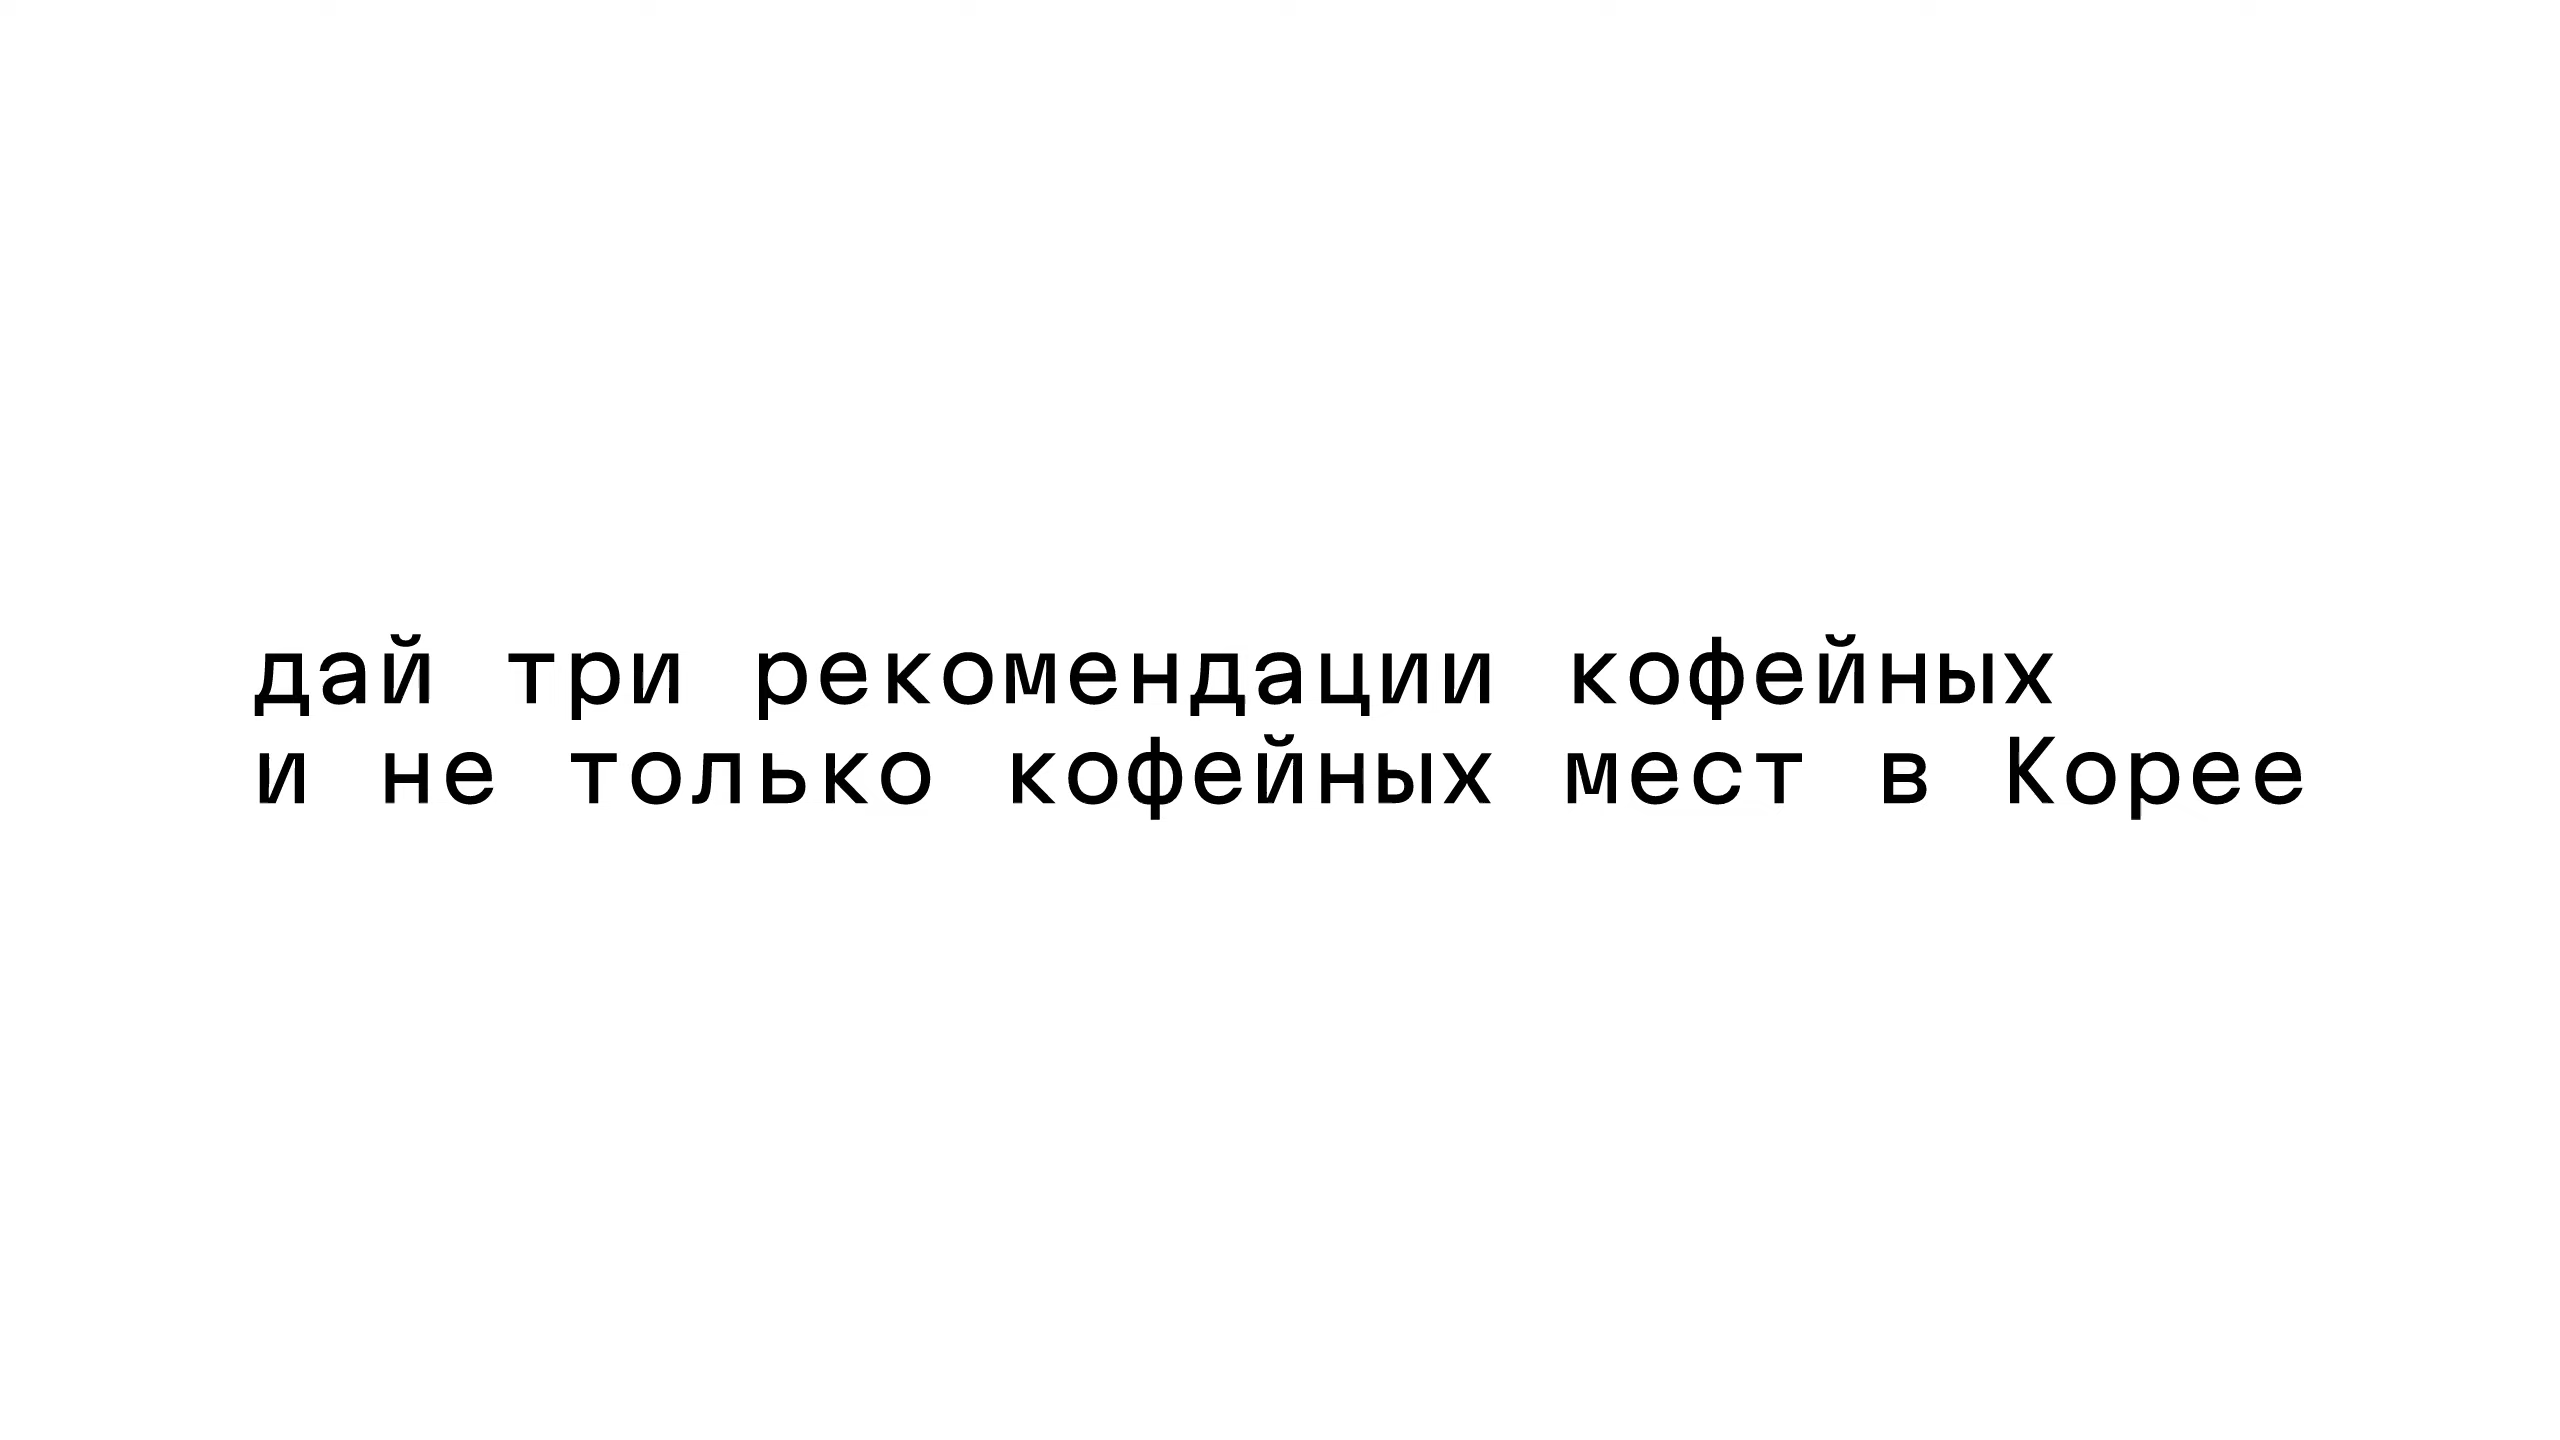 дай три рекомендации кофейных
и не только кофейных мест в Корее